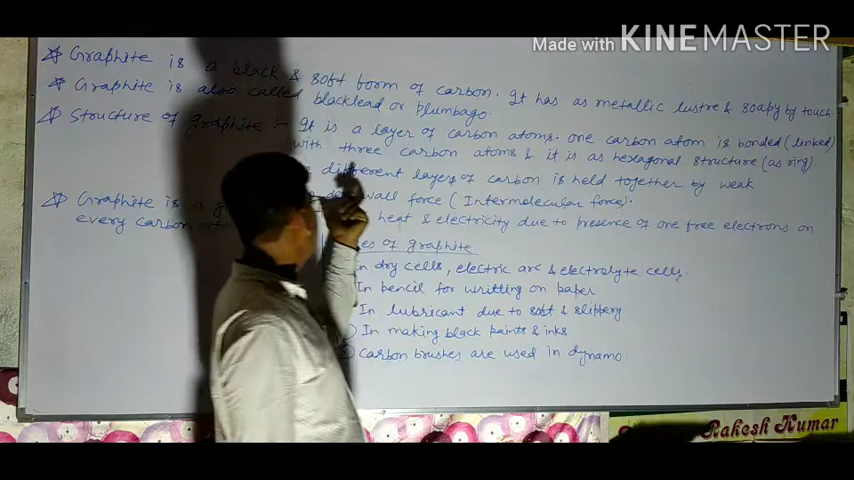 Made with KINEMASTER
Graphite is a black & soft form of carbon. It has as metallic lustre & soapy by touch.
Graphite is also called blacklead or plumbago.
Structure of graphite :- It is a layer of carbon atoms. one carbon atom is bonded (linked)
with three carbon atoms & it is as hexagonal structure (as ring)
different layers of carbon is held together by weak
wall force (Intermolecular force).
Graphite is a
every carbon heat & electricity due to presence of one free electrons on
of graphite
In dry cells, electric arc & electrolyte cells,
In pencil for writting on paper
In lubricant due to soft & slippery
In making black paints & inks
carbon brushes are used in dynamo.
Rakesh Kumar